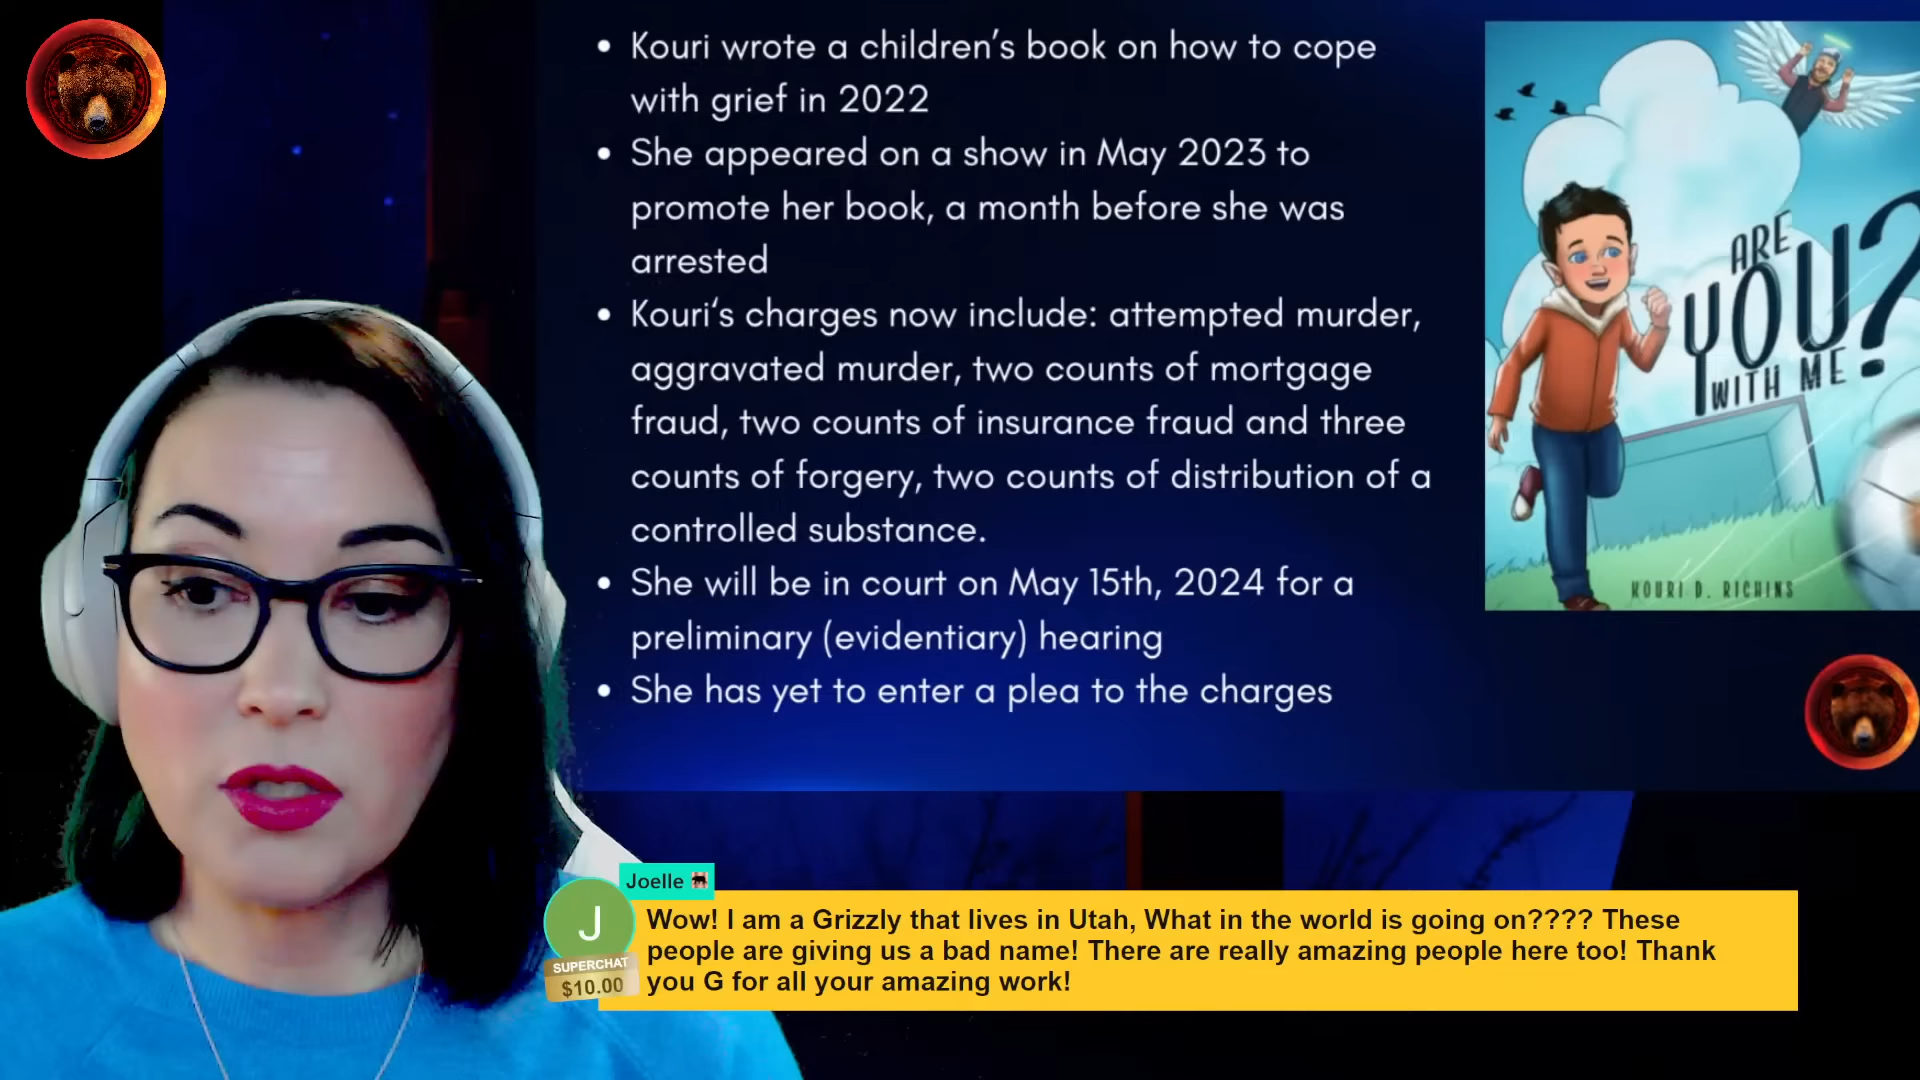 Kouri wrote a children's book on how to cope
with grief in 2022
She appeared on a show in May 2023 to
promote her book, a month before she was
arrested
Kouri‘s charges now include: attempted murder,
aggravated murder, two counts of mortgage
fraud, two counts of insurance fraud and three
counts of forgery, two counts of distribution of a
controlled substance.
She will be in court on May 15th, 2024 for a
preliminary (evidentiary) hearing
She has yet to enter a plea to the charges
ARE
YOU?
WITH ME
KOURI D. RICHINS
Joelle
J
SUPERCHAT
$10.00
Wow! I am a Grizzly that lives in Utah, What in the world is going on???? These
people are giving us a bad name! There are really amazing people here too! Thank
you G for all your amazing work!